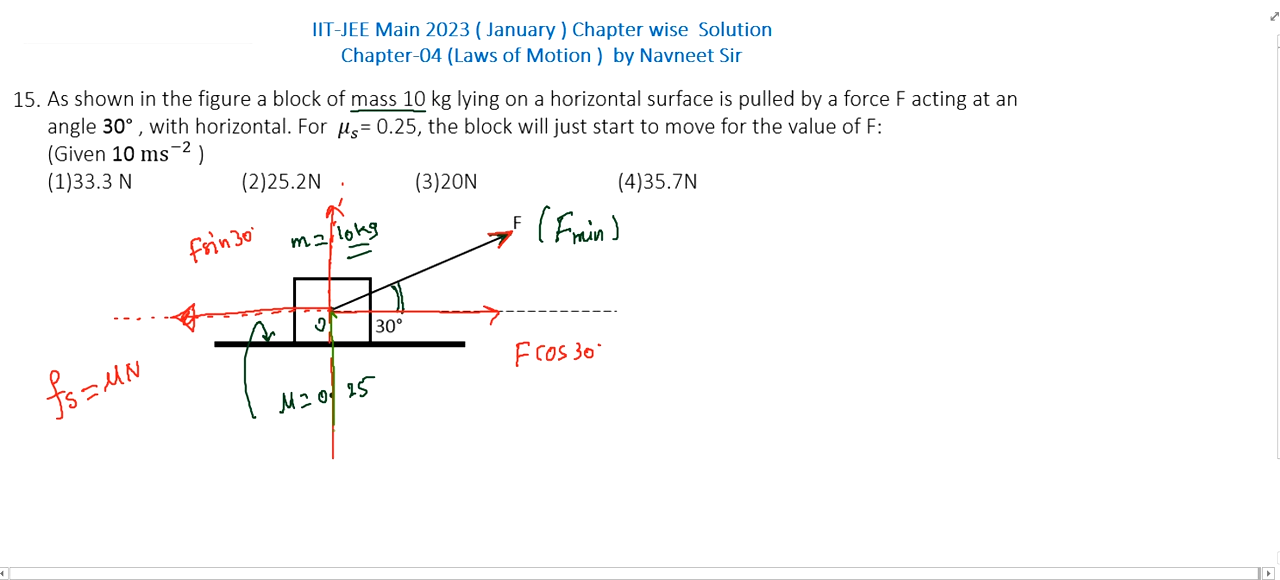 IIT-JEE Main 2023 ( January ) Chapter wise Solution
Chapter-04 (Laws of Motion ) by Navneet Sir
15. As shown in the figure a block of mass 10 kg lying on a horizontal surface is pulled by a force F acting at an
angle 30° , with horizontal. For μₛ= 0.25, the block will just start to move for the value of F:
(Given 10 ms⁻² )
(1)33.3 N (2)25.2N (3)20N (4)35.7N
Fsin30° m=10kg F (Fmin)
O 30°
Fcos30°
fs=μN μ=0.25